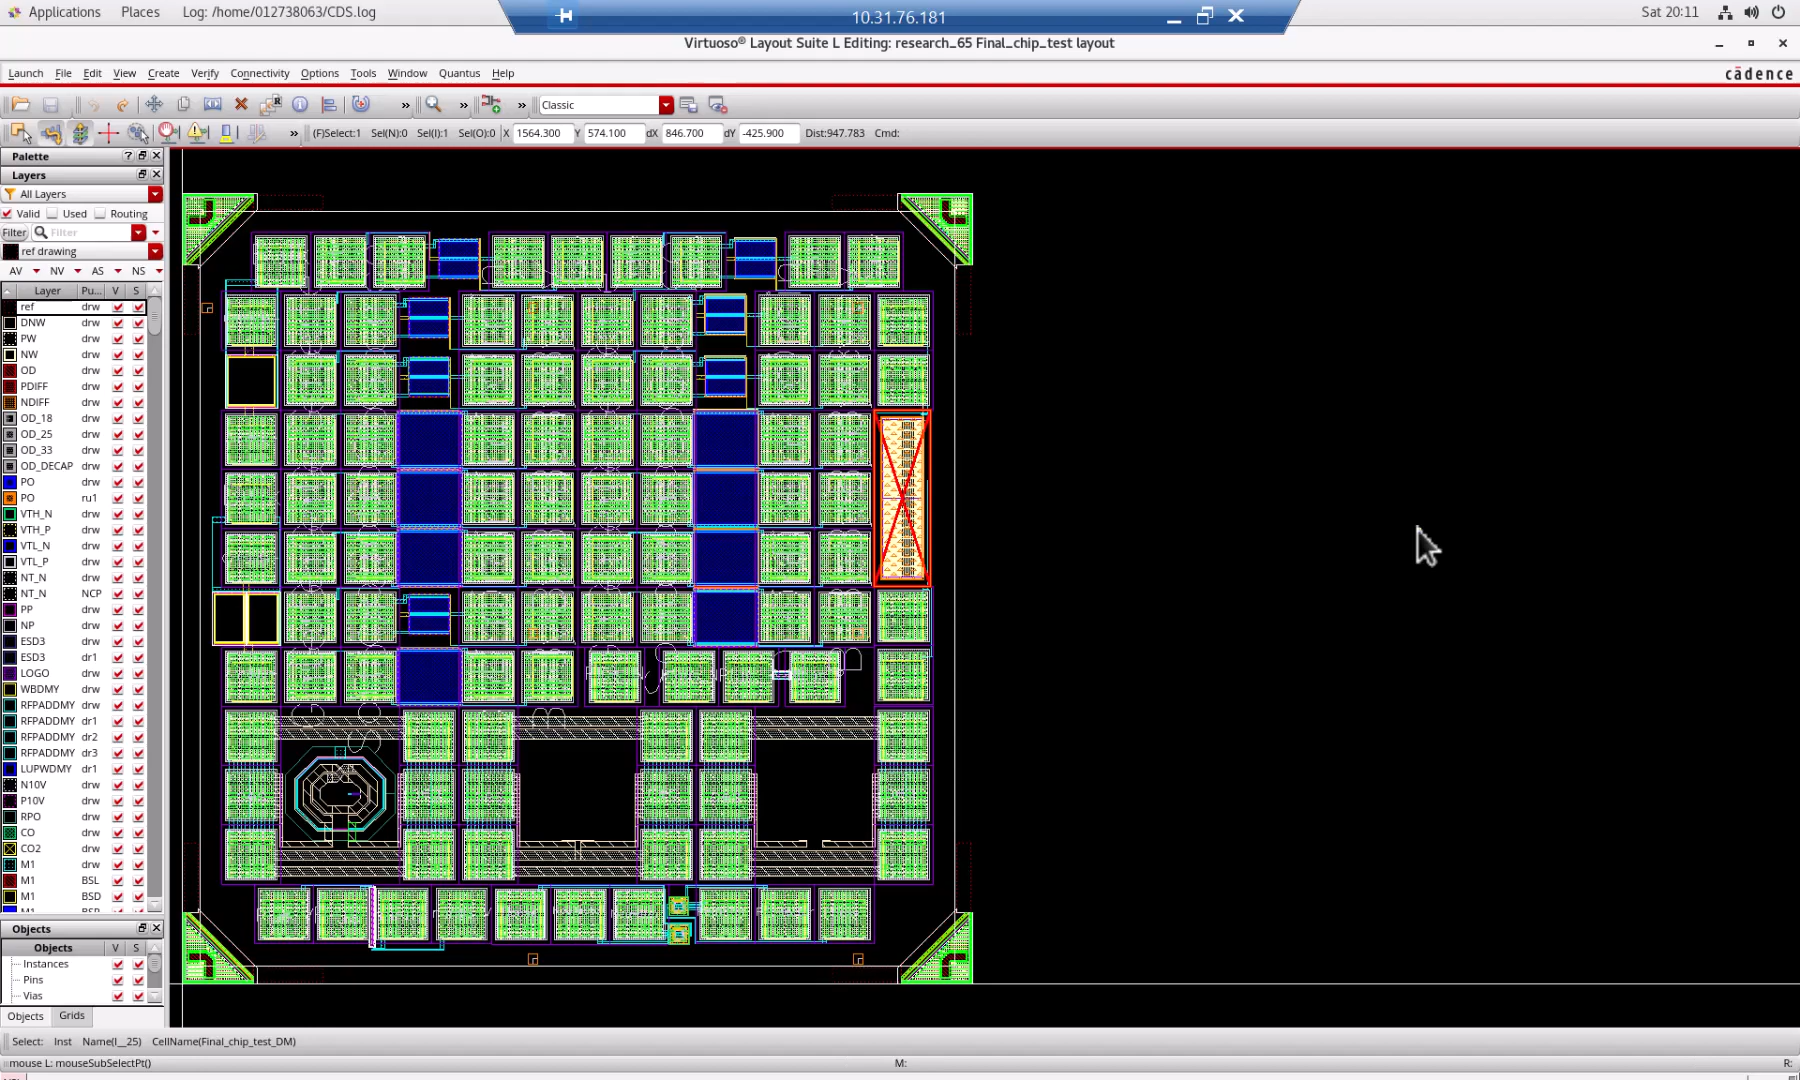 Applications Places Log: /home/012738063/CDS.log
10.31.76.181
Sat 20:11
Virtuoso® Layout Suite L Editing: research_65 Final_chip_test layout
Launch File Edit View Create Verify Connectivity Options Tools Window Quantus Help
cādence
» » » Classic
» (F)Select:1 Sel(N):0 Sel(I):1 Sel(O):0 X 1564.300 Y 574.100 dX 846.700 dY -425.900 Dist:947.783 Cmd:
Palette
Layers
All Layers
Valid Used Routing
Filter Filter
ref drawing
AV NV AS NS
Layer Pu... V S
ref drw
DNW drw
PW drw
NW drw
OD drw
PDIFF drw
NDIFF drw
OD_18 drw
OD_25 drw
OD_33 drw
OD_DECAP drw
PO drw
PO ru1
VTH_N drw
VTH_P drw
VTL_N drw
VTL_P drw
NT_N drw
NT_N NCP
PP drw
NP drw
ESD3 drw
ESD3 dr1
LOGO drw
WBDMY drw
RFPADDMY drw
RFPADDMY dr1
RFPADDMY dr2
RFPADDMY dr3
LUPWDMY dr1
N10V drw
P10V drw
RPO drw
CO drw
CO2 drw
M1 drw
M1 BSL
M1 BSD
Objects
Objects V S
Instances
Pins
Vias
Objects Grids
Select: Inst Name(I__25) CellName(Final_chip_test_DM)
mouse L: mouseSubSelectPt() M: R: